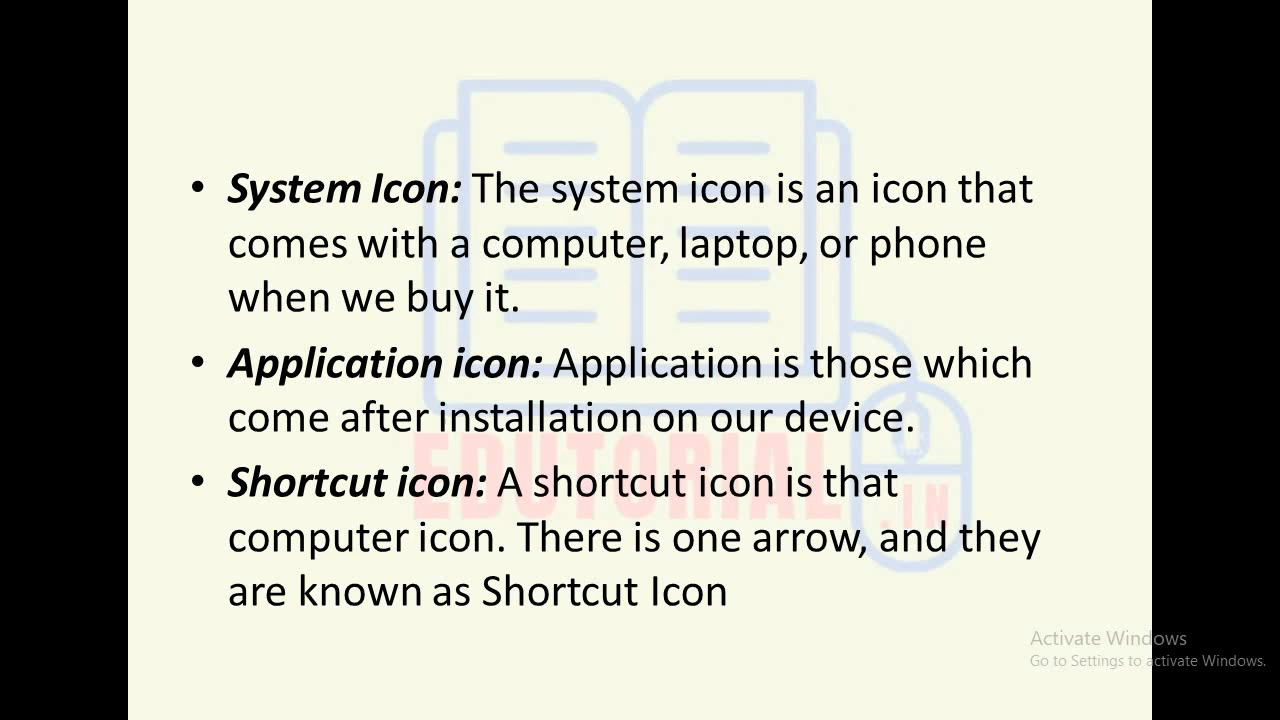 • System Icon: The system icon is an icon that
comes with a computer, laptop, or phone
when we buy it.
• Application icon: Application is those which
come after installation on our device.
• Shortcut icon: A shortcut icon is that
computer icon. There is one arrow, and they
are known as Shortcut Icon
EDUTORIAL
.IN
Activate Windows
Go to Settings to activate Windows.